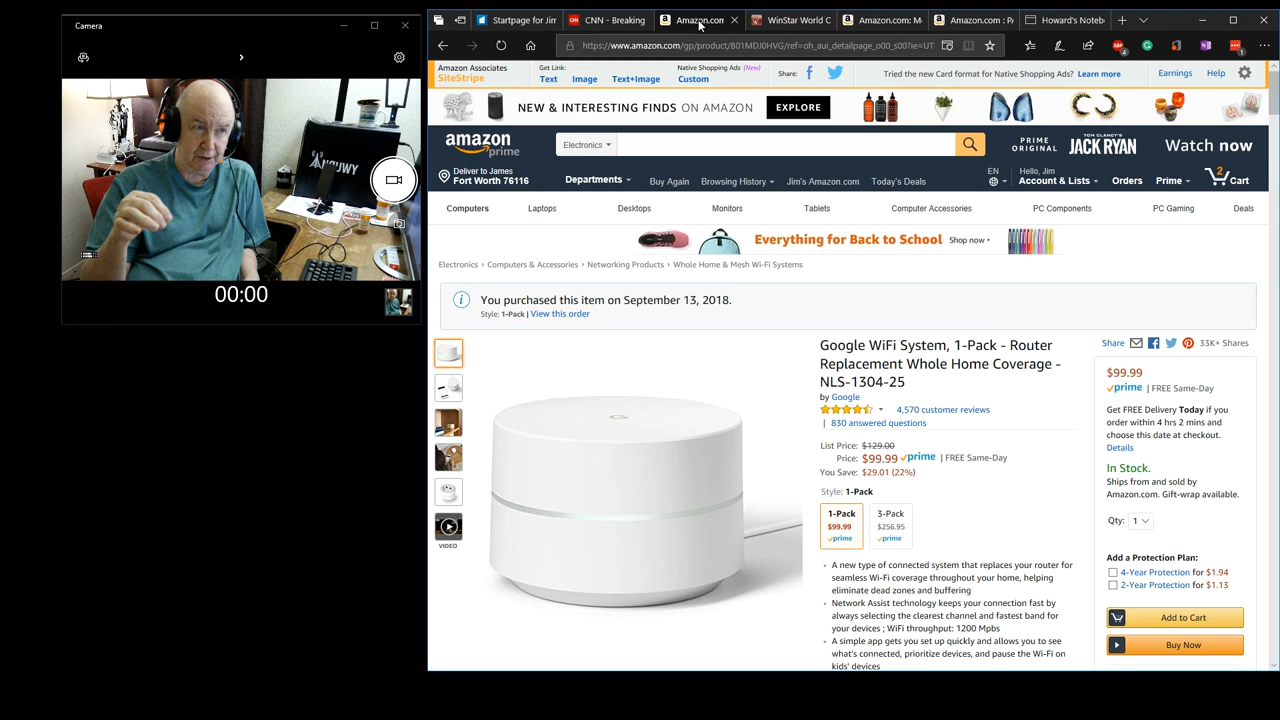 Camera
00:00
Startpage for Jim
CNN - Breaking
Amazon.com
WinStar World C
Amazon.com: M
Amazon.com : P
Howard's Noteb
https://www.amazon.com/gp/product/B01MDJ0HVG/ref=oh_aui_detailpage_o00_s00?ie=UT
Amazon Associates
SiteStripe
Get Link:
Text Image Text+Image
Native Shopping Ads (New)
Custom
Share:
Tried the new Card format for Native Shopping Ads? Learn more
Earnings Help
NEW & INTERESTING FINDS ON AMAZON EXPLORE
amazon
prime
Electronics
PRIME
ORIGINAL
TOM CLANCY'S
JACK RYAN
Watch now
Deliver to James
Fort Worth 76116
Departments
Buy Again Browsing History Jim's Amazon.com Today's Deals
EN
Hello, Jim
Account & Lists
Orders
Prime
2
Cart
Computers Laptops Desktops Monitors Tablets Computer Accessories PC Components PC Gaming Deals
Everything for Back to School Shop now
Electronics › Computers & Accessories › Networking Products › Whole Home & Mesh Wi-Fi Systems
You purchased this item on September 13, 2018.
Style: 1-Pack | View this order
VIDEO
Google WiFi System, 1-Pack - Router
Replacement Whole Home Coverage -
NLS-1304-25
by Google
4,570 customer reviews
| 830 answered questions
List Price: $129.00
Price: $99.99 prime | FREE Same-Day
You Save: $29.01 (22%)
Style: 1-Pack
1-Pack
$99.99
prime
3-Pack
$256.95
prime
• A new type of connected system that replaces your router for
seamless Wi-Fi coverage throughout your home, helping
eliminate dead zones and buffering
• Network Assist technology keeps your connection fast by
always selecting the clearest channel and fastest band for
your devices ; WiFi throughput: 1200 Mpbs
• A simple app gets you set up quickly and allows you to see
what's connected, prioritize devices, and pause the Wi-Fi on
kids' devices
Share 33K+ Shares
$99.99
prime | FREE Same-Day
Get FREE Delivery Today if you
order within 4 hrs 2 mins and
choose this date at checkout.
Details
In Stock.
Ships from and sold by
Amazon.com. Gift-wrap available.
Qty: 1
Add a Protection Plan:
4-Year Protection for $1.94
2-Year Protection for $1.13
Add to Cart
Buy Now